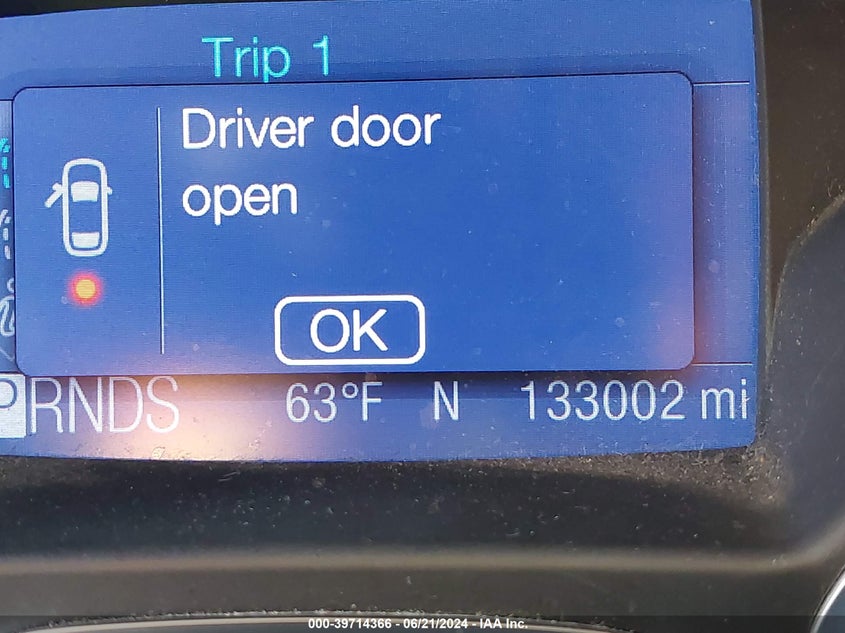 Trip 1
Driver door
open
OK
PRNDS 63°F N 133002 mi
000-39714366 - 06/21/2024 - IAA Inc.